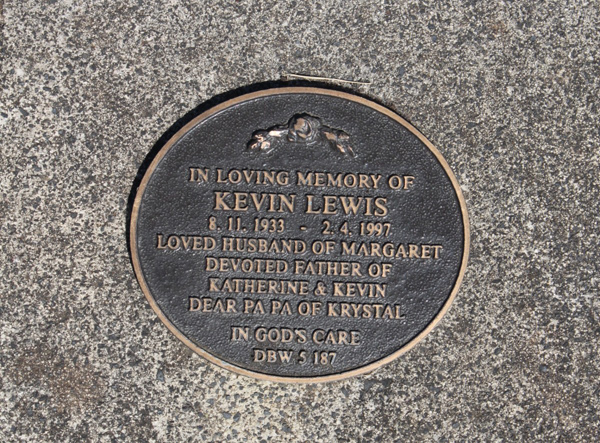 IN LOVING MEMORY OF
KEVIN LEWIS
8. 11. 1933 - 2. 4. 1997
LOVED HUSBAND OF MARGARET
DEVOTED FATHER OF
KATHERINE & KEVIN
DEAR PA PA OF KRYSTAL
IN GOD'S CARE
DBW 5 187